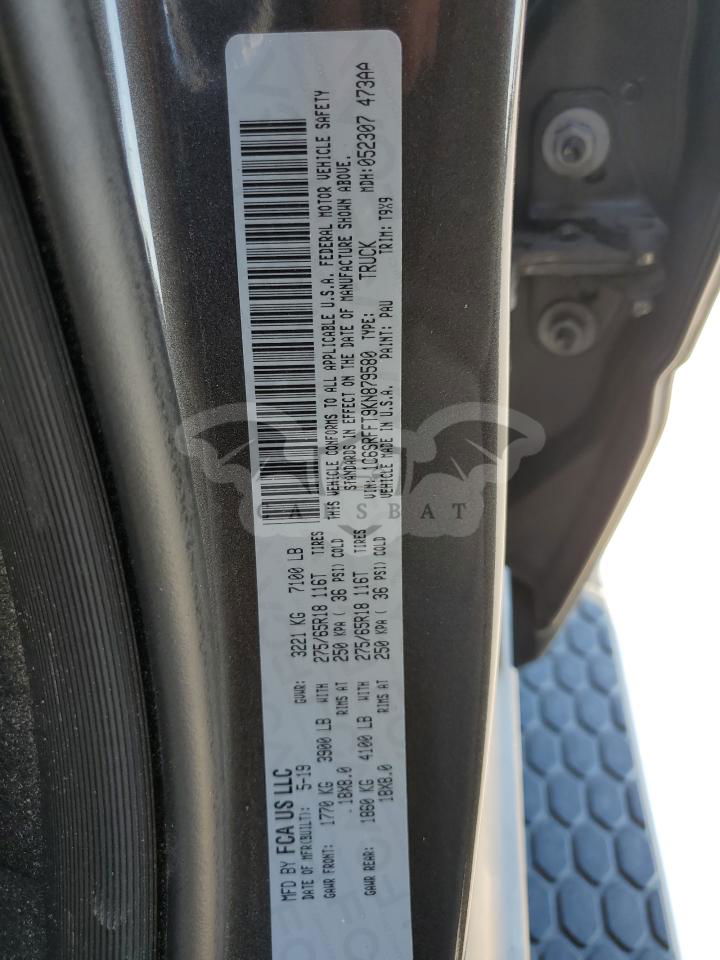 MFD BY FCA US LLC
DATE OF MFR(BUILT): 5-19 GVWR: 3221 KG 7100 LB
GAWR FRONT: 1770 KG 3900 LB WITH 275/65R18 116T TIRES
18X8.0 RIMS AT 250 KPA ( 36 PSI) COLD
GAWR REAR: 1860 KG 4100 LB WITH 275/65R18 116T TIRES
18X8.0 RIMS AT 250 KPA ( 36 PSI) COLD
THIS VEHICLE CONFORMS TO ALL APPLICABLE U.S.A. FEDERAL MOTOR VEHICLE SAFETY
STANDARDS IN EFFECT ON THE DATE OF MANUFACTURE SHOWN ABOVE.
VIN: 1C6SRFFT9KN879580 TYPE: TRUCK MDH:052307 473AA
VEHICLE MADE IN U.S.A. PAINT: PAU TRIM: T9X9
CARSBAT